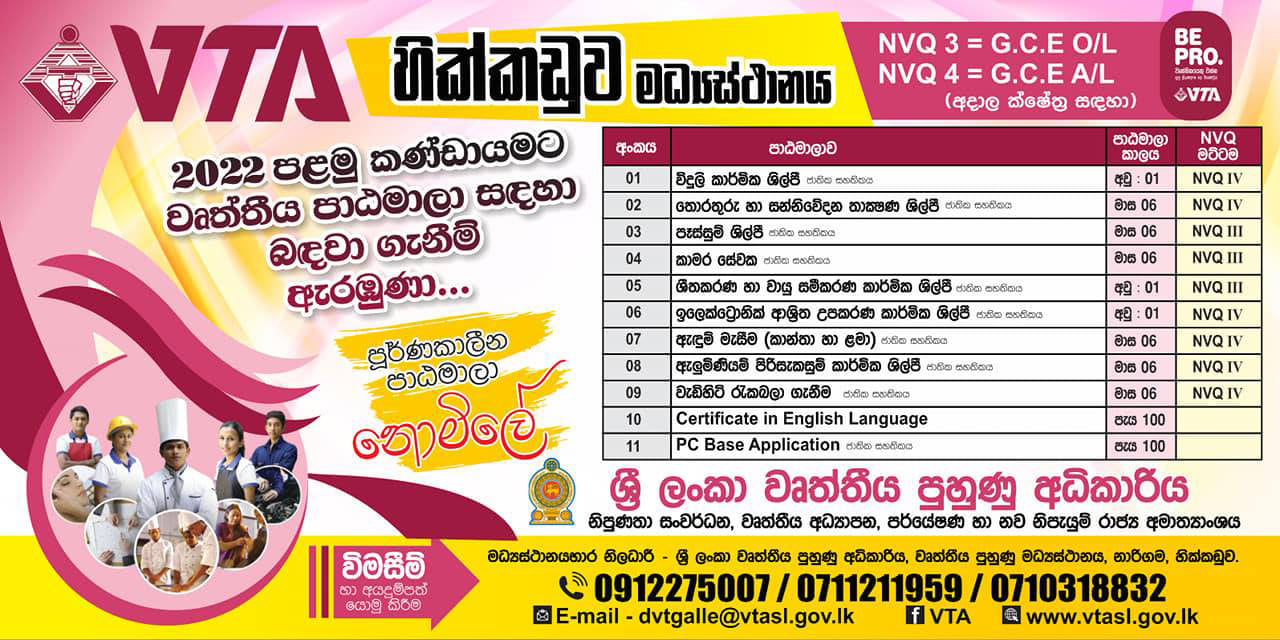 VTA
හික්කඩුව මධ්‍යස්ථානය
NVQ 3 = G.C.E O/L
NVQ 4 = G.C.E A/L
(අදාල ක්ෂේත්‍ර සඳහා)
BE
PRO.
VTA
2022 පළමු කණ්ඩායමට
වෘත්තීය පාඨමාලා සඳහා
බඳවා ගැනීම්
ඇරඹුණා...
පූර්ණකාලීන
පාඨමාලා
නොමිලේ
අංකය පාඨමාලාව පාඨමාලා කාලය NVQ මට්ටම
01 විදුලි කාර්මික ශිල්පී ජාතික සහතිකය අවු : 01 NVQ IV
02 තොරතුරු හා සන්නිවේදන තාක්ෂණ ශිල්පී ජාතික සහතිකය මාස 06 NVQ IV
03 පෑස්සුම් ශිල්පී ජාතික සහතිකය මාස 06 NVQ III
04 කාමර සේවක ජාතික සහතිකය මාස 06 NVQ III
05 ශීතකරණ හා වායු සමීකරණ කාර්මික ශිල්පී ජාතික සහතිකය අවු : 01 NVQ III
06 ඉලෙක්ට්‍රොනික් ආශ්‍රිත උපකරණ කාර්මික ශිල්පී ජාතික සහතිකය අවු : 01 NVQ IV
07 ඇඳුම් මැසීම (කාන්තා හා ළමා) ජාතික සහතිකය මාස 06 NVQ IV
08 ඇලුමිණියම් පිරිසැකසුම් කාර්මික ශිල්පී ජාතික සහතිකය මාස 06 NVQ IV
09 වැඩිහිටි රැකබලා ගැනීම ජාතික සහතිකය මාස 06 NVQ IV
10 Certificate in English Language පැය 100
11 PC Base Application ජාතික සහතිකය පැය 100
ශ්‍රී ලංකා වෘත්තීය පුහුණු අධිකාරිය
නිපුණතා සංවර්ධන, වෘත්තීය අධ්‍යාපන, පර්යේෂණ හා නව නිපැයුම් රාජ්‍ය අමාත්‍යාංශය
විමසීම්
හා අයදුම්පත්
යොමු කිරීම
මධ්‍යස්ථානභාර නිලධාරී - ශ්‍රී ලංකා වෘත්තීය පුහුණු අධිකාරිය, වෘත්තීය පුහුණු මධ්‍යස්ථානය, නාරිගම, හික්කඩුව.
0912275007 / 0711211959 / 0710318832
E-mail - dvtgalle@vtasl.gov.lk VTA www.vtasl.gov.lk